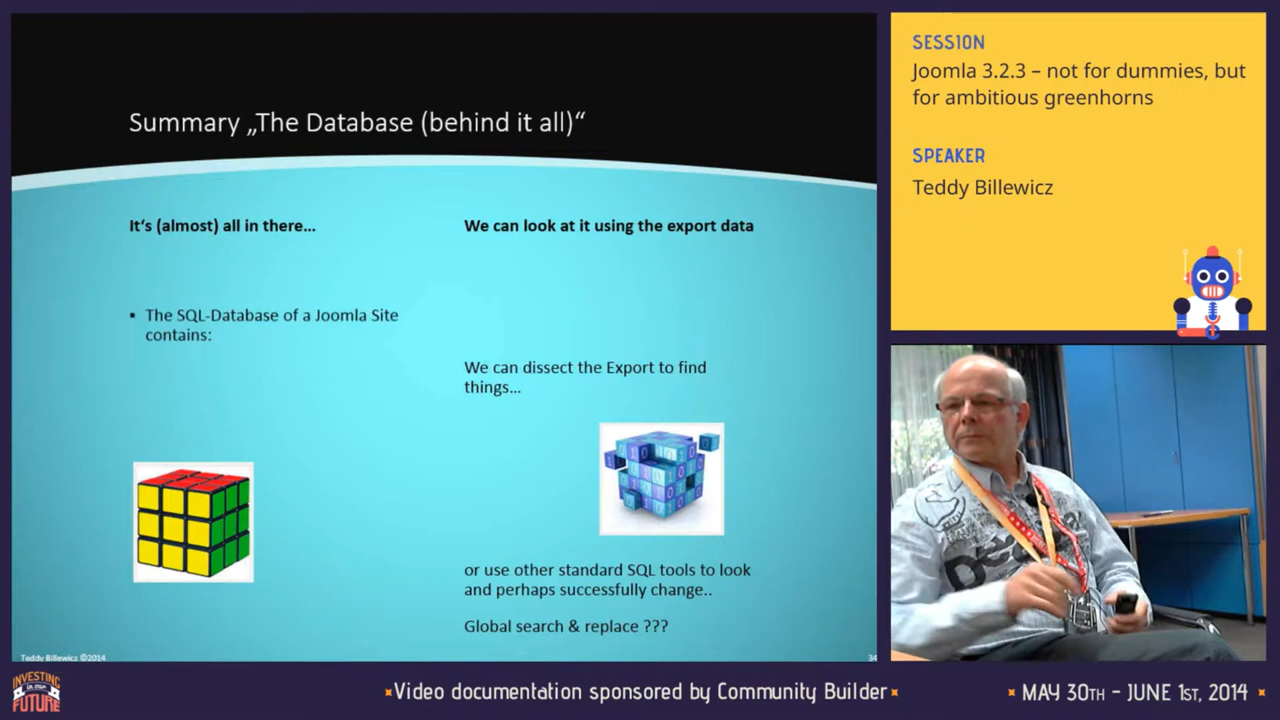 Summary „The Database (behind it all)“
It's (almost) all in there...
The SQL-Database of a Joomla Site
contains:
We can look at it using the export data
We can dissect the Export to find
things...
or use other standard SQL tools to look
and perhaps successfully change..
Global search & replace ???
Teddy Billewicz ©2014
34
SESSION
Joomla 3.2.3 – not for dummies, but
for ambitious greenhorns
SPEAKER
Teddy Billewicz
INVESTING
IN OUR
FUTURE
Video documentation sponsored by Community Builder
MAY 30TH - JUNE 1ST, 2014